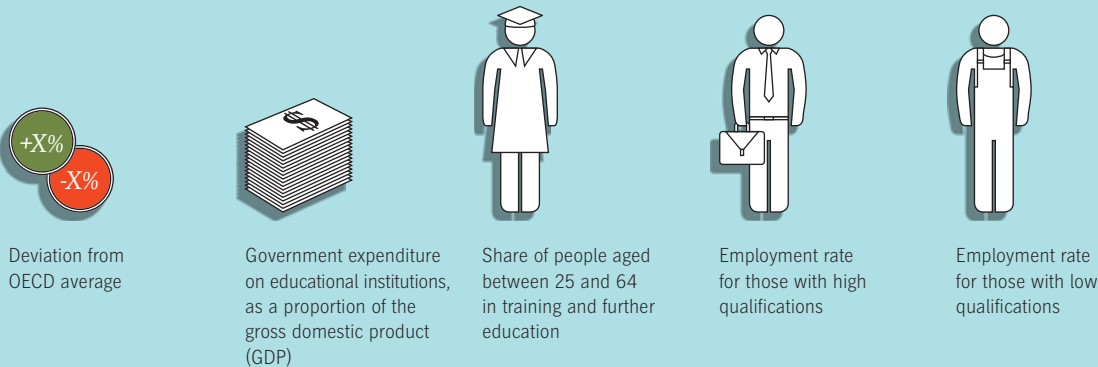 +X%
-X%
$
Deviation from
OECD average
Government expenditure
on educational institutions,
as a proportion of the
gross domestic product
(GDP)
Share of people aged
between 25 and 64
in training and further
education
Employment rate
for those with high
qualifications
Employment rate
for those with low
qualifications